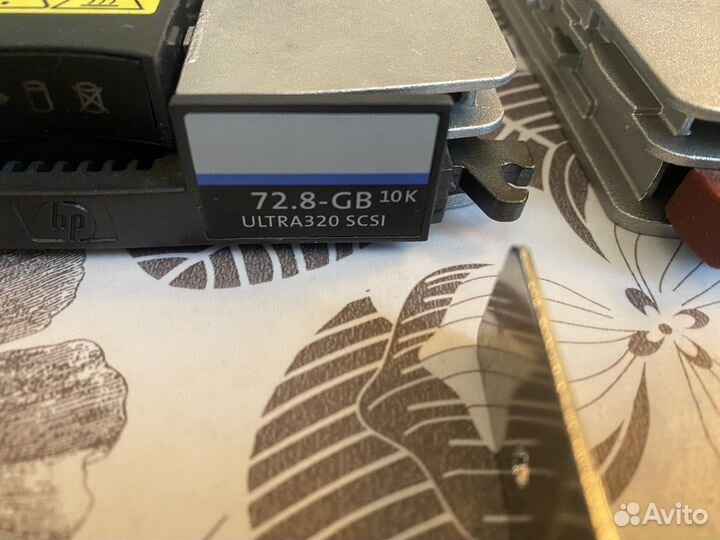 72.8-GB 10K
ULTRA320 SCSI
hp
Avito